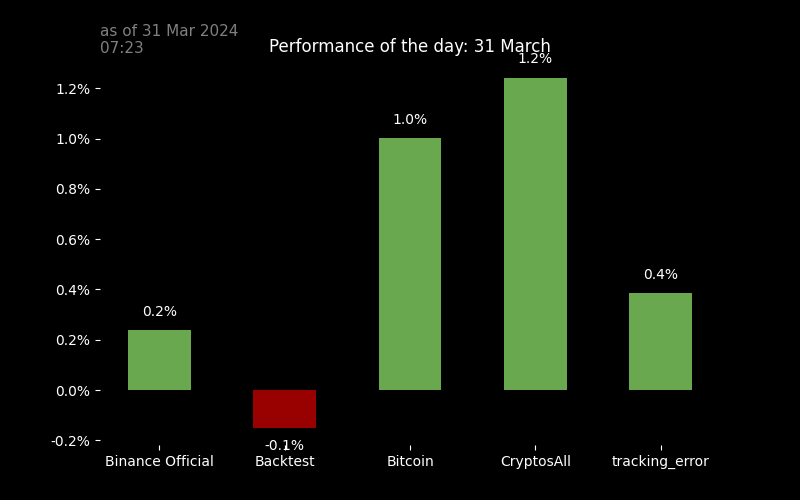 as of 31 Mar 2024
07:23
Performance of the day: 31 March
1.2%
1.2%
1.0%
1.0%
0.8%
0.6%
0.4%
0.4%
0.2%
0.2%
0.0%
-0.2%
-0.1%
Binance Official
Backtest
Bitcoin
CryptosAll
tracking_error